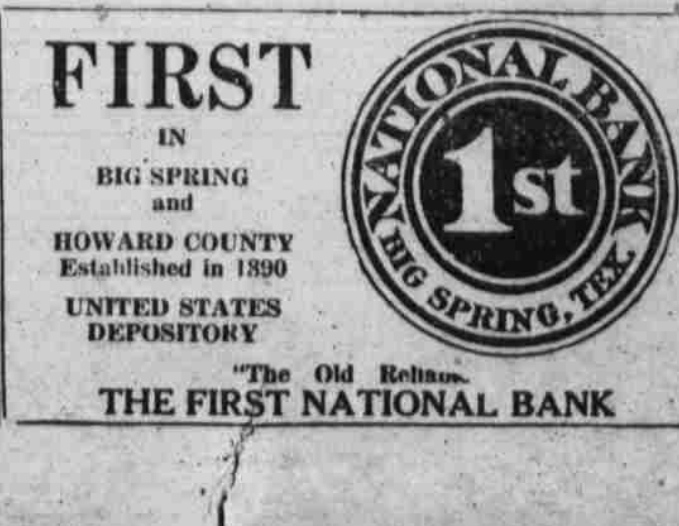 FIRST
IN
BIG SPRING
and
HOWARD COUNTY
Established in 1890
UNITED STATES
DEPOSITORY
NATIONAL BANK
1st
BIG SPRING, TEX
"The Old
THE FIRST NATIONAL BANK